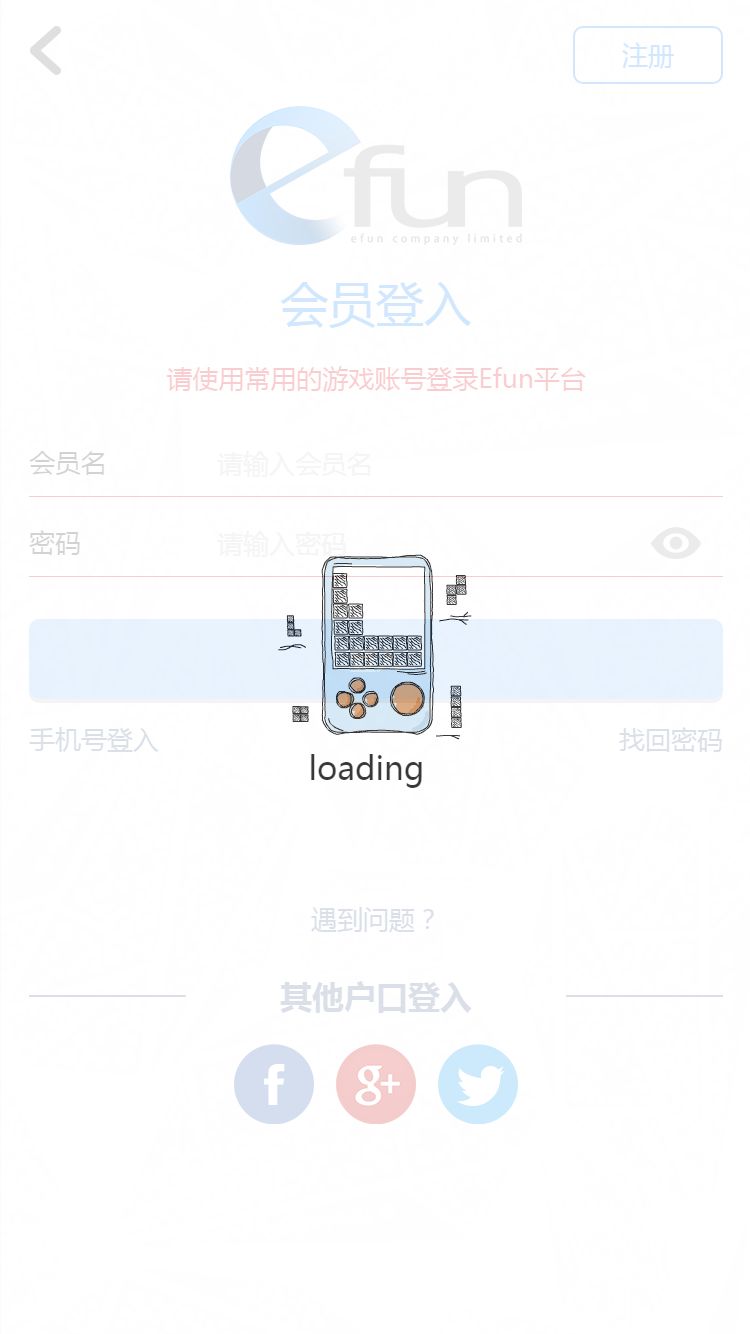 注册
efun
efun company limited
会员登入
请使用常用的游戏账号登录Efun平台
会员名 请输入会员名
密码 请输入密码
loading
手机号登入 找回密码
遇到问题？
其他户口登入
f g+